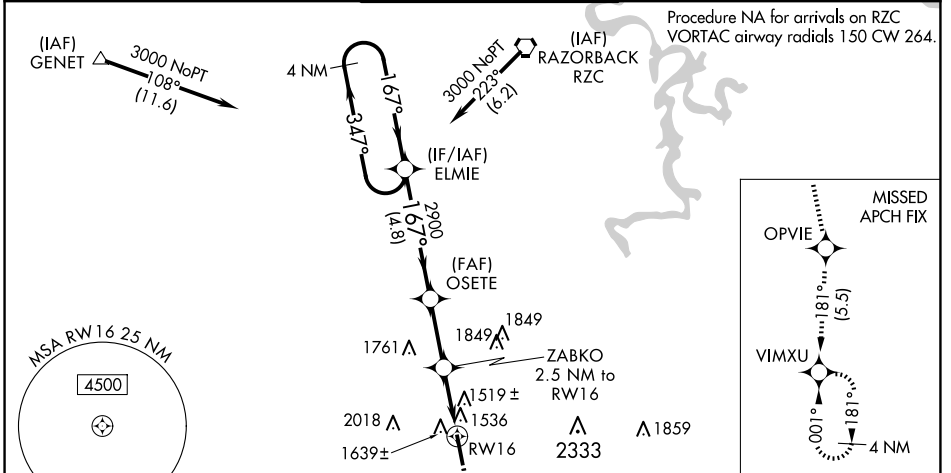 Procedure NA for arrivals on RZC
VORTAC airway radials 150 CW 264.
(IAF)
GENET
3000 NoPT
108°
(11.6)
4 NM
167°
347°
3000 NoPT
223°
(6.2)
(IAF)
RAZORBACK
RZC
(IF/IAF)
ELMIE
2900
167°
(4.8)
(FAF)
OSETE
1761
1849
1849
ZABKO
2.5 NM to
RW16
1519 ±
1536
2018
1639±
RW16
2333
1859
MSA RW16 25 NM
4500
MISSED
APCH FIX
OPVIE
181°
(5.5)
VIMXU
001°
181°
4 NM